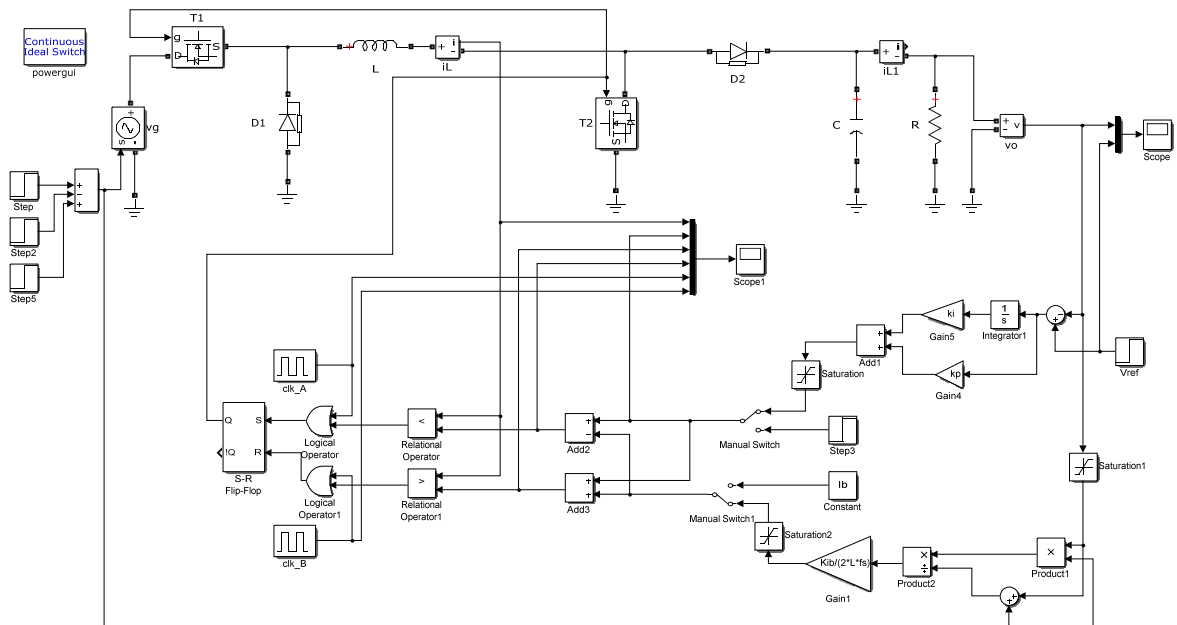 T1
Continuous
Ideal Switch
powergui
g
D
S
L
i
iL
D2
i
iL1
D1
T2
g
D
S
C
R
v
vo
Scope
vg
s
Step
Step2
Step5
Scope1
ki
Gain5
1
s
Integrator1
Add1
kp
Gain4
Vref
Saturation
clk_A
Q
S
!Q
R
S-R
Flip-Flop
Logical
Operator
<
Relational
Operator
Add2
Manual Switch
Step3
Saturation1
Logical
Operator1
>
Relational
Operator1
Add3
Manual Switch1
Ib
Constant
clk_B
Saturation2
Kib/(2*L*fs)
Gain1
×
÷
Product2
×
Product1